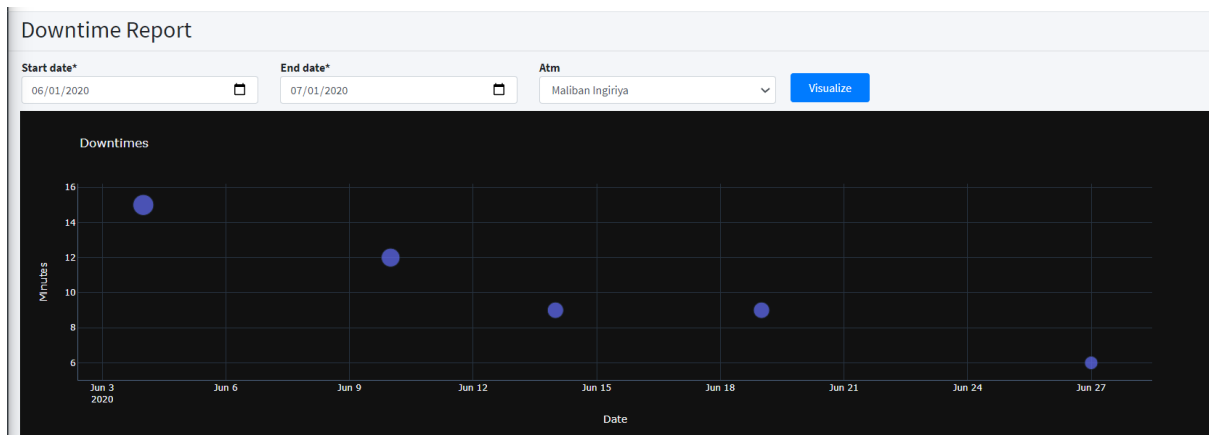 Downtime Report
Start date* End date* Atm
06/01/2020 07/01/2020 Maliban Ingiriya Visualize
Downtimes
16
14
12
10
8
6
Minutes
Jun 3 Jun 6 Jun 9 Jun 12 Jun 15 Jun 18 Jun 21 Jun 24 Jun 27
2020
Date